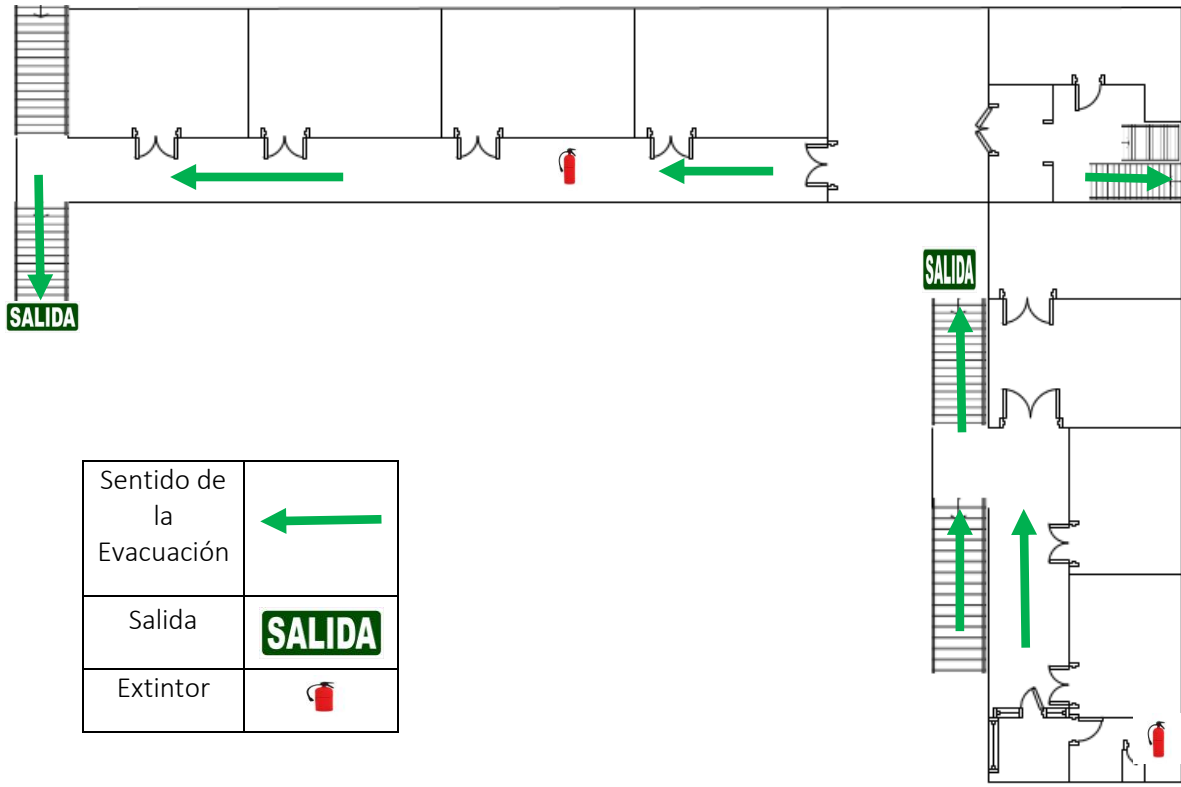 SALIDA
SALIDA
Sentido de
la
Evacuación
Salida
SALIDA
Extintor